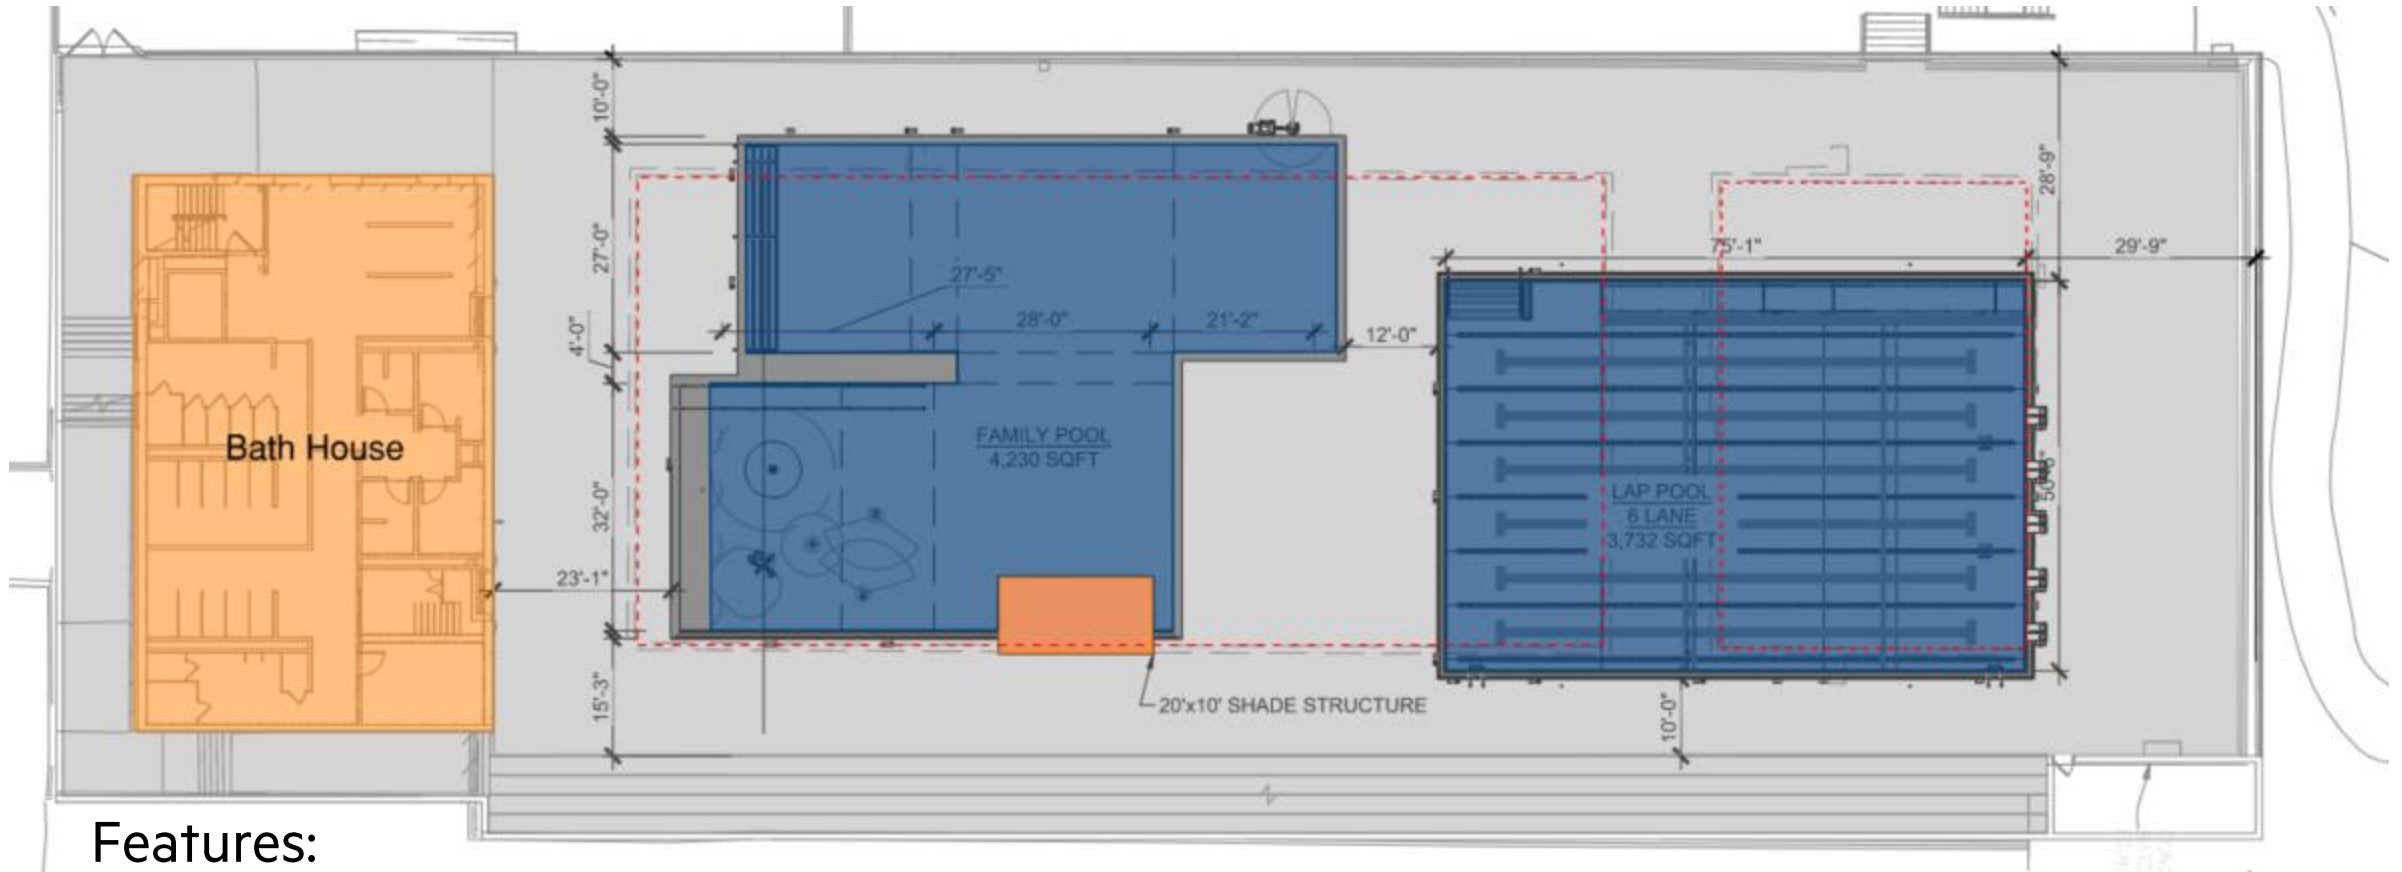 10'-0"
28'-9"
27'-0"
75'-1"
29'-9"
27'-5"
28'-0"
21'-2"
4'-0"
12'-0"
Bath House
FAMILY POOL
4,230 SQFT
LAP POOL
6 LANE
3,732 SQFT
32'-0"
23'-1"
15'-3"
20'x10' SHADE STRUCTURE
10'-0"
Features: